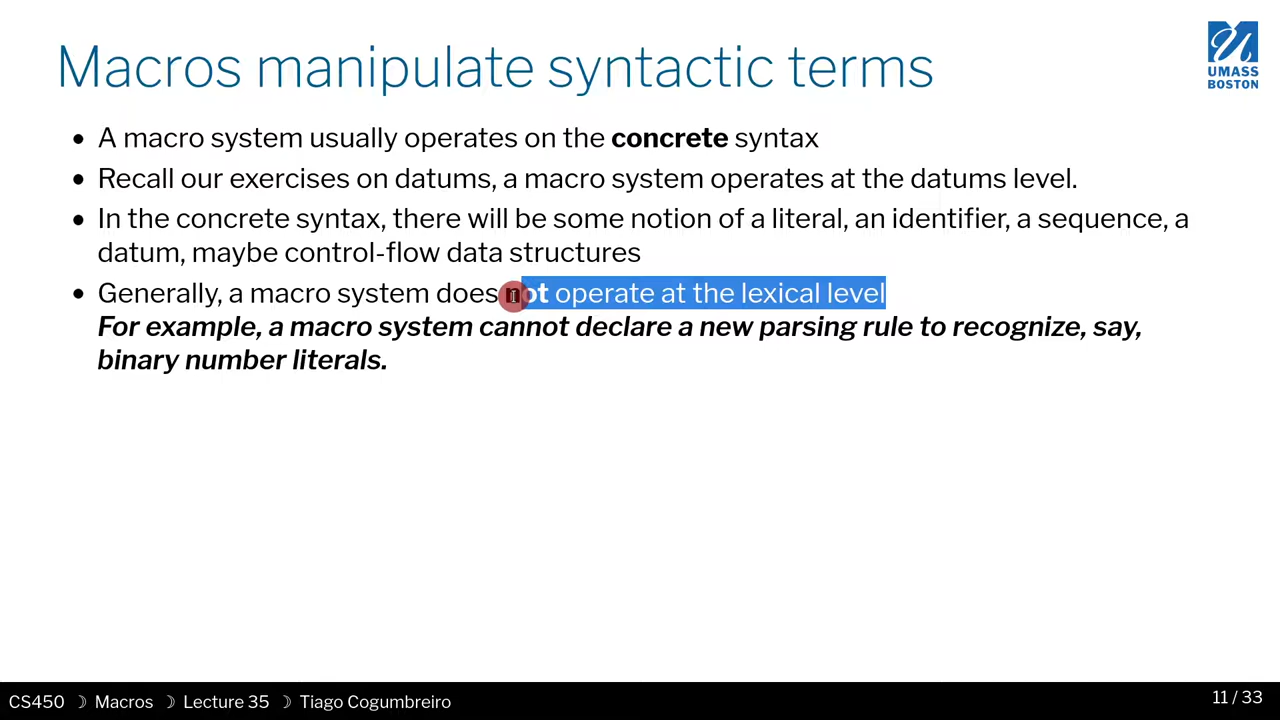 Macros manipulate syntactic terms
UMASS
BOSTON
• A macro system usually operates on the concrete syntax
• Recall our exercises on datums, a macro system operates at the datums level.
• In the concrete syntax, there will be some notion of a literal, an identifier, a sequence, a
datum, maybe control-flow data structures
• Generally, a macro system does not operate at the lexical level
For example, a macro system cannot declare a new parsing rule to recognize, say,
binary number literals.
CS450 ☽ Macros ☽ Lecture 35 ☽ Tiago Cogumbreiro
11 / 33